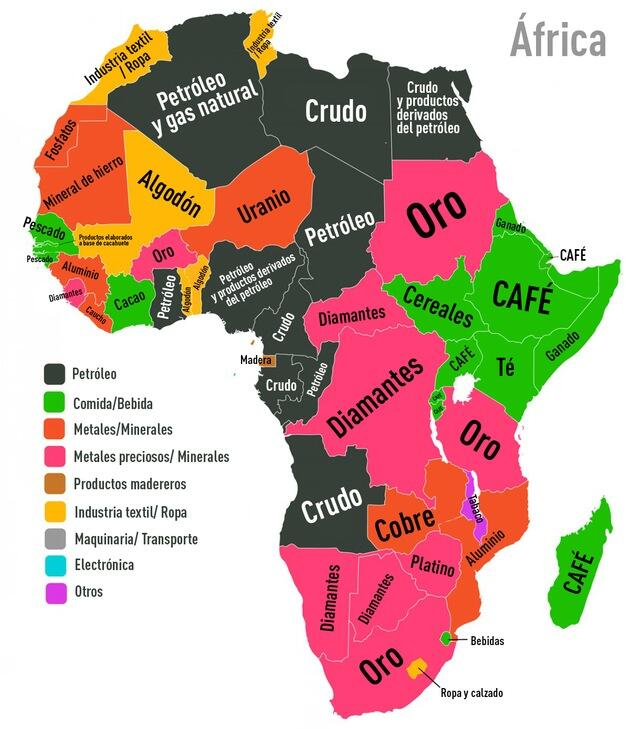 África
Industria textil
/ Ropa
Industria textil
/ Ropa
Petróleo
y gas natural
Crudo
Crudo
y productos
derivados
del petróleo
Fosfatos
Mineral de hierro
Algodón
Uranio
Petróleo
Oro
Ganado
CAFÉ
Pescado
Productos elaborados
a base de cacahuete
Pescado
Aluminio
Diamantes
Caucho
Cacao
Oro
Petróleo
Algodón
Algodón
Petróleo
y productos derivados
del petróleo
Crudo
Diamantes
Cereales
CAFÉ
Ganado
Té
CAFÉ
Madera
Crudo
Petróleo
Diamantes
CAFÉ
Oro
Crudo
Cobre
Tabaco
Aluminio
Platino
Diamantes
Diamantes
Oro
CAFÉ
Bebidas
Ropa y calzado
Petróleo
Comida/Bebida
Metales/Minerales
Metales preciosos/ Minerales
Productos madereros
Industria textil/ Ropa
Maquinaria/ Transporte
Electrónica
Otros